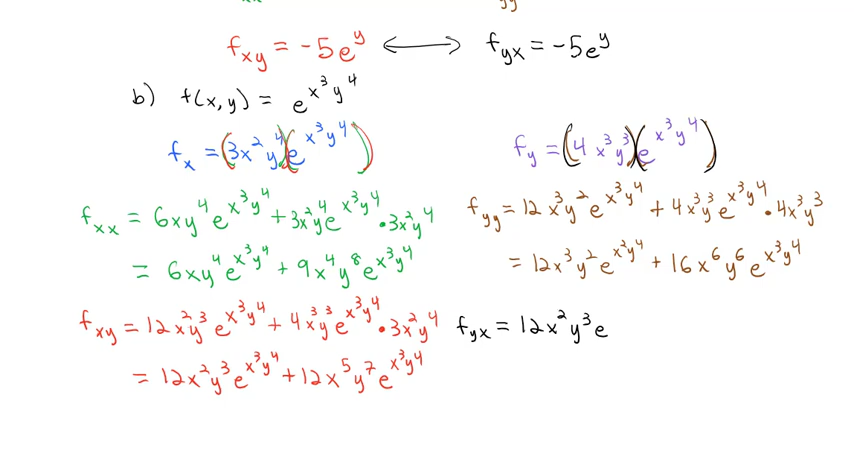 f_xy = -5e^y ⟷ f_yx = -5e^y
b) f(x,y) = e^{x^3y^4}
f_x = (3x^2y^4)(e^{x^3y^4}) f_y = (4x^3y^3)(e^{x^3y^4})
f_xx = 6xy^4e^{x^3y^4} + 3x^2y^4e^{x^3y^4} · 3x^2y^4 f_yy = 12x^3y^2e^{x^3y^4} + 4x^3y^3e^{x^3y^4} · 4x^3y^3
= 6xy^4e^{x^3y^4} + 9x^4y^8e^{x^3y^4} = 12x^3y^2e^{x^2y^4} + 16x^6y^6e^{x^3y^4}
f_xy = 12x^2y^3e^{x^3y^4} + 4x^3y^3e^{x^3y^4} · 3x^2y^4 f_yx = 12x^2y^3e
= 12x^2y^3e^{x^3y^4} + 12x^5y^7e^{x^3y^4}